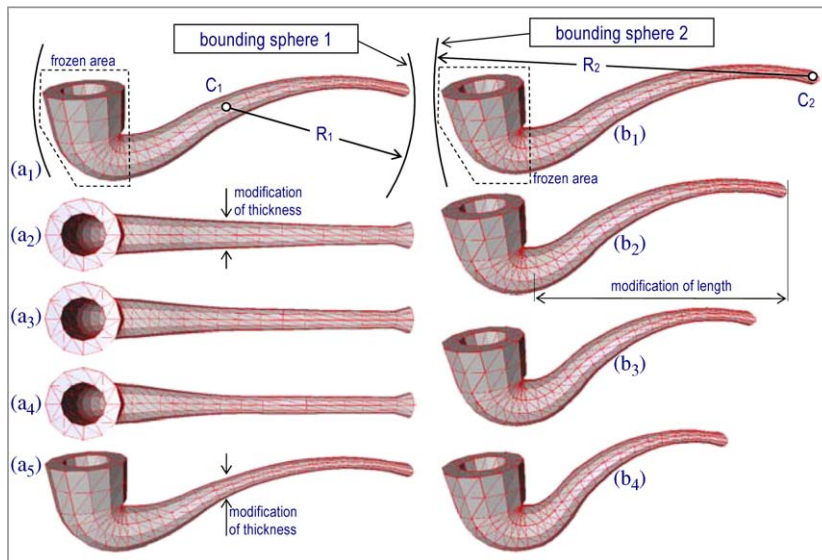 bounding sphere 1
bounding sphere 2
frozen area
C1
R1
(a1)
R2
C2
(b1)
frozen area
modification
of thickness
(a2)
(b2)
modification of length
(a3)
(b3)
(a4)
(a5)
modification
of thickness
(b4)